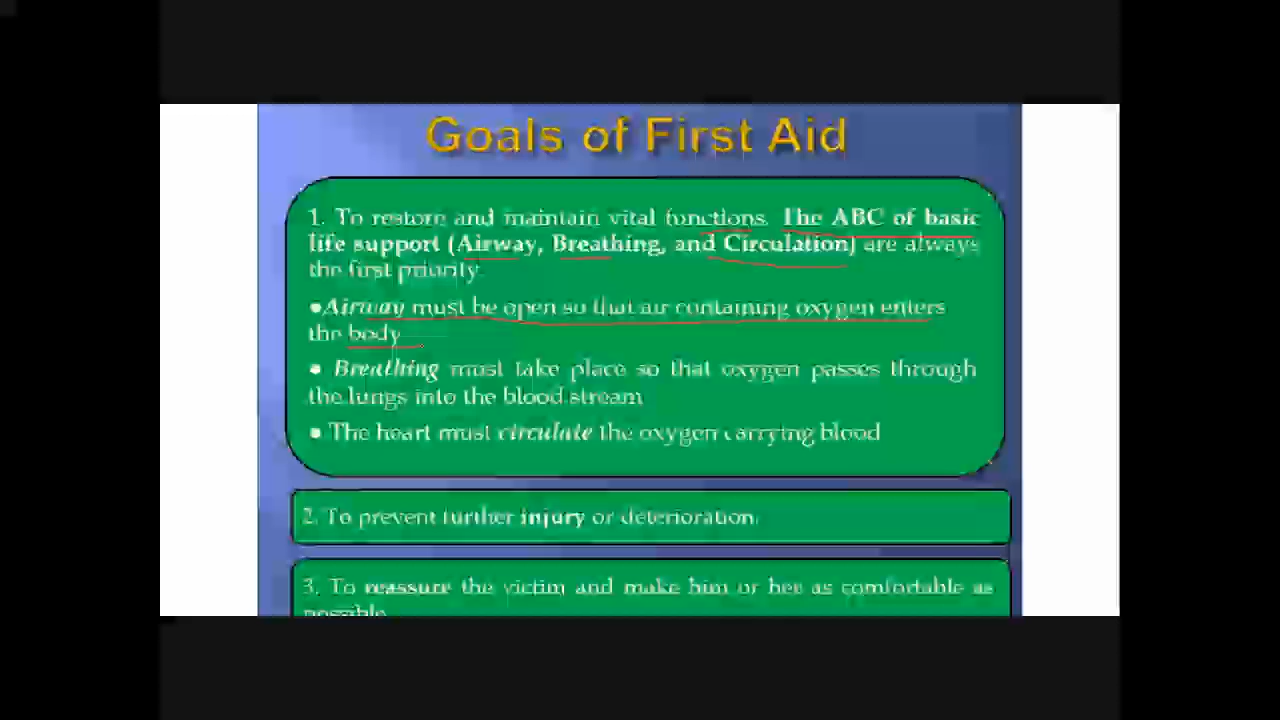 Goals of First Aid
1. To restore and maintain vital functions. The ABC of basic
life support (Airway, Breathing, and Circulation) are always
the first priority.
●Airway must be open so that air containing oxygen enters
the body
● Breathing must take place so that oxygen passes through
the lungs into the blood stream
● The heart must circulate the oxygen carrying blood
2. To prevent further injury or deterioration.
3. To reassure the victim and make him or her as comfortable as
possible